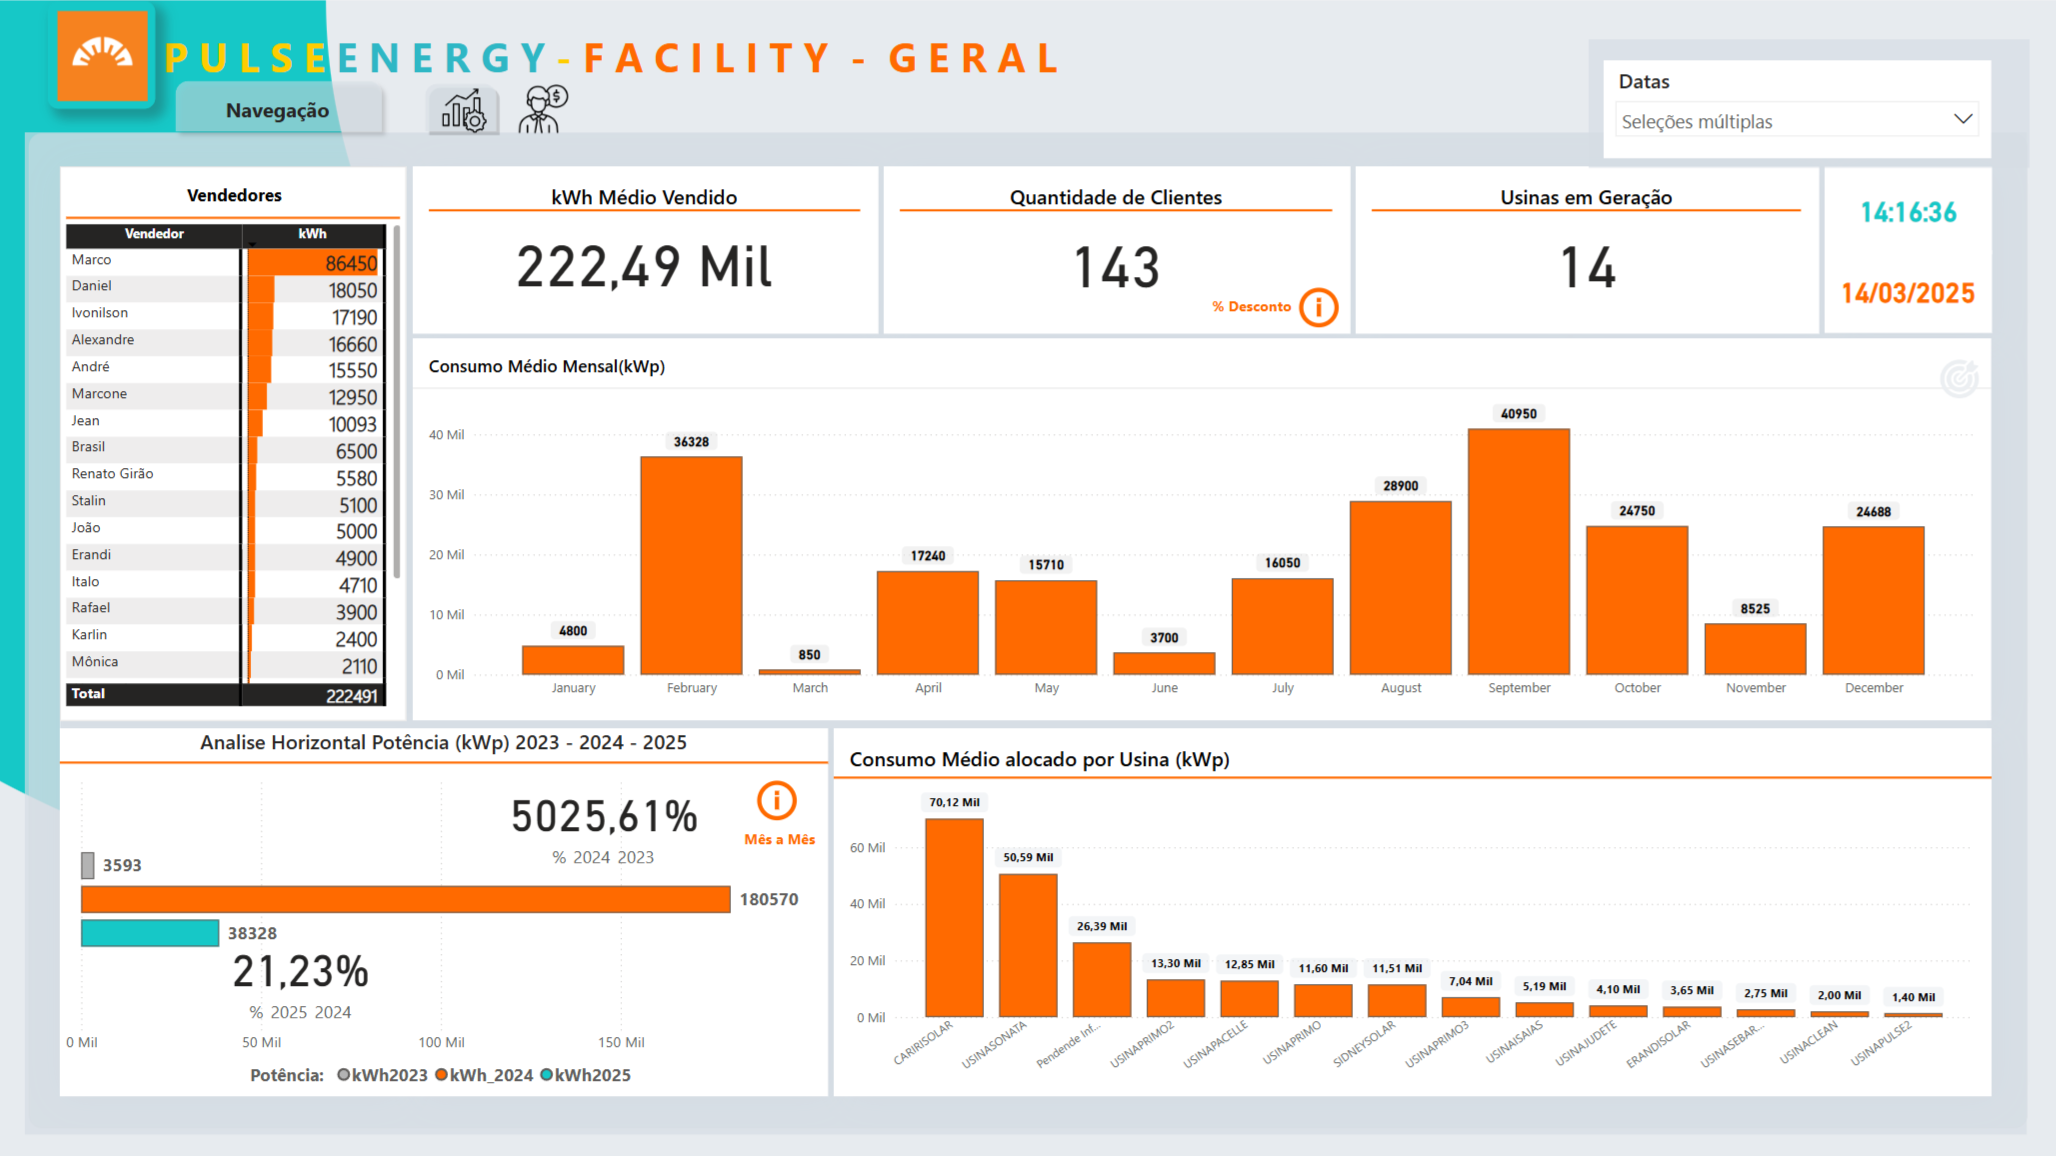 PULSEENERGY-FACILITY - GERAL
Navegação
Datas
Seleções múltiplas
Vendedores
Vendedor kWh
Marco 86450
Daniel 18050
Ivonilson 17190
Alexandre 16660
André 15550
Marcone 12950
Jean 10093
Brasil 6500
Renato Girão 5580
Stalin 5100
João 5000
Erandi 4900
Italo 4710
Rafael 3900
Karlin 2400
Mônica 2110
Total 222491
kWh Médio Vendido
222,49 Mil
Quantidade de Clientes
143
% Desconto
Usinas em Geração
14
14:16:36
14/03/2025
Consumo Médio Mensal(kWp)
40 Mil
30 Mil
20 Mil
10 Mil
0 Mil
4800
36328
850
17240
15710
3700
16050
28900
40950
24750
8525
24688
January February March April May June July August September October November December
Analise Horizontal Potência (kWp) 2023 - 2024 - 2025
5025,61%
% 2024 2023
Mês a Mês
3593
180570
38328
21,23%
% 2025 2024
0 Mil 50 Mil 100 Mil 150 Mil
Potência: kWh2023 kWh_2024 kWh2025
Consumo Médio alocado por Usina (kWp)
60 Mil
40 Mil
20 Mil
0 Mil
70,12 Mil
50,59 Mil
26,39 Mil
13,30 Mil
12,85 Mil
11,60 Mil
11,51 Mil
7,04 Mil
5,19 Mil
4,10 Mil
3,65 Mil
2,75 Mil
2,00 Mil
1,40 Mil
CARIRISOLAR
USINASONATA
Pendende Inf...
USINAPRIMO2
USINAPACELLE
USINAPRIMO
SIDNEYSOLAR
USINAPRIMO3
USINAISAIAS
USINAJUDETE
ERANDISOLAR
USINASEBAR...
USINACLEAN
USINAPULSE2